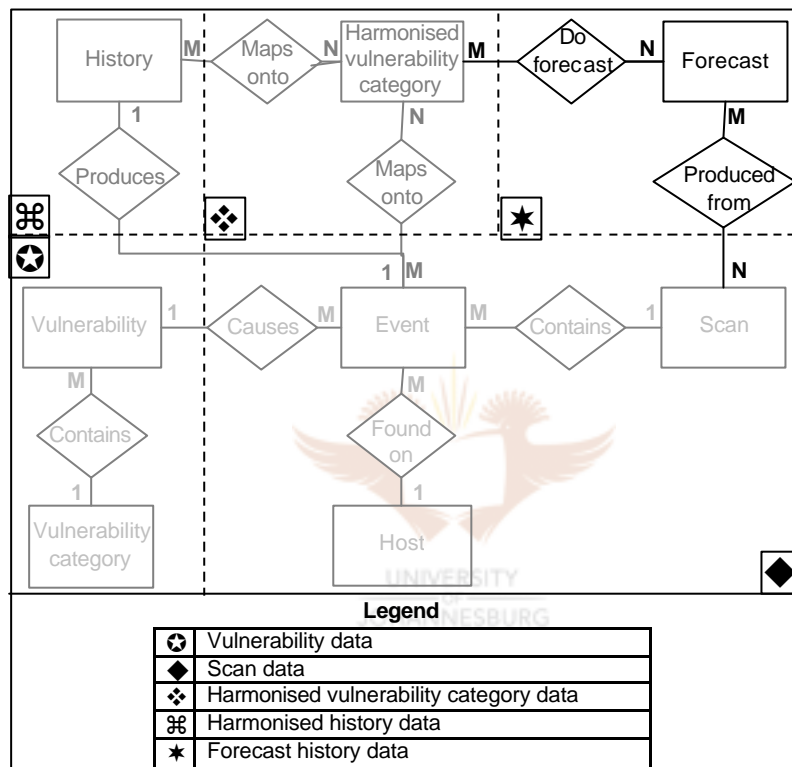 History
M
Maps
onto
N
Harmonised
vulnerability
category
M
Do
forecast
N
Forecast
1
N
M
Produces
Maps
onto
Produced
from
⌘
❖
✶
✪
1
M
N
Vulnerability
1
Causes
M
Event
M
Contains
1
Scan
M
M
Contains
Found
on
1
1
Vulnerability
category
Host
◆
UNIVERSITY
OF
JOHANNESBURG
Legend
✪ Vulnerability data
◆ Scan data
❖ Harmonised vulnerability category data
⌘ Harmonised history data
✶ Forecast history data